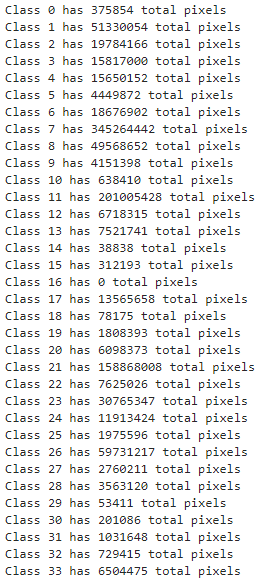 Class 0 has 375854 total pixels
Class 1 has 51330054 total pixels
Class 2 has 19784166 total pixels
Class 3 has 15817000 total pixels
Class 4 has 15650152 total pixels
Class 5 has 4449872 total pixels
Class 6 has 18676902 total pixels
Class 7 has 345264442 total pixels
Class 8 has 49568652 total pixels
Class 9 has 4151398 total pixels
Class 10 has 638410 total pixels
Class 11 has 201005428 total pixels
Class 12 has 6718315 total pixels
Class 13 has 7521741 total pixels
Class 14 has 38838 total pixels
Class 15 has 312193 total pixels
Class 16 has 0 total pixels
Class 17 has 13565658 total pixels
Class 18 has 78175 total pixels
Class 19 has 1808393 total pixels
Class 20 has 6098373 total pixels
Class 21 has 158868008 total pixels
Class 22 has 7625026 total pixels
Class 23 has 30765347 total pixels
Class 24 has 11913424 total pixels
Class 25 has 1975596 total pixels
Class 26 has 59731217 total pixels
Class 27 has 2760211 total pixels
Class 28 has 3563120 total pixels
Class 29 has 53411 total pixels
Class 30 has 201086 total pixels
Class 31 has 1031648 total pixels
Class 32 has 729415 total pixels
Class 33 has 6504475 total pixels